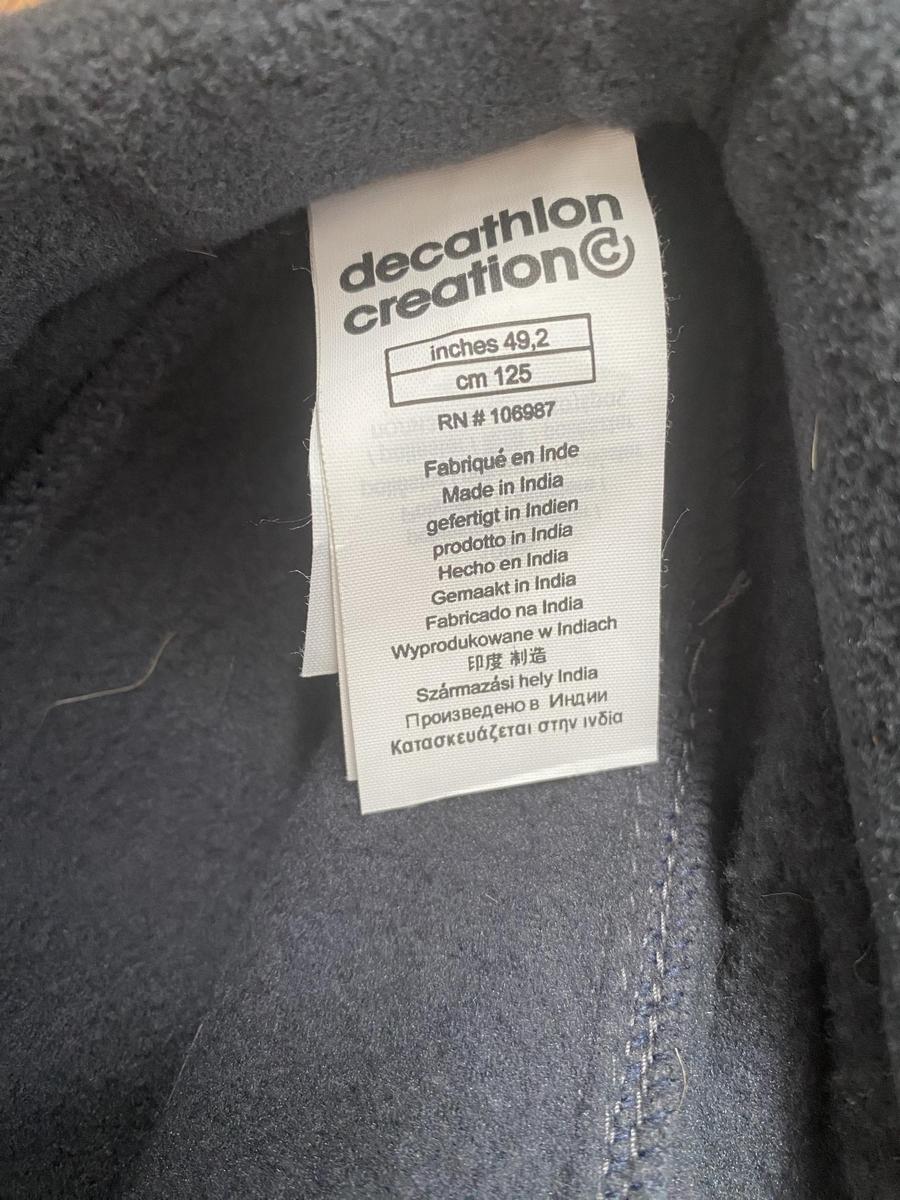 decathlon
creation
inches 49,2
cm 125
RN # 106987
Fabriqué en Inde
Made in India
gefertigt in Indien
prodotto in India
Hecho en India
Gemaakt in India
Fabricado na India
Wyprodukowane w Indiach
印度 制造
Származási hely India
Произведено в Индии
Κατασκευάζεται στην ινδία